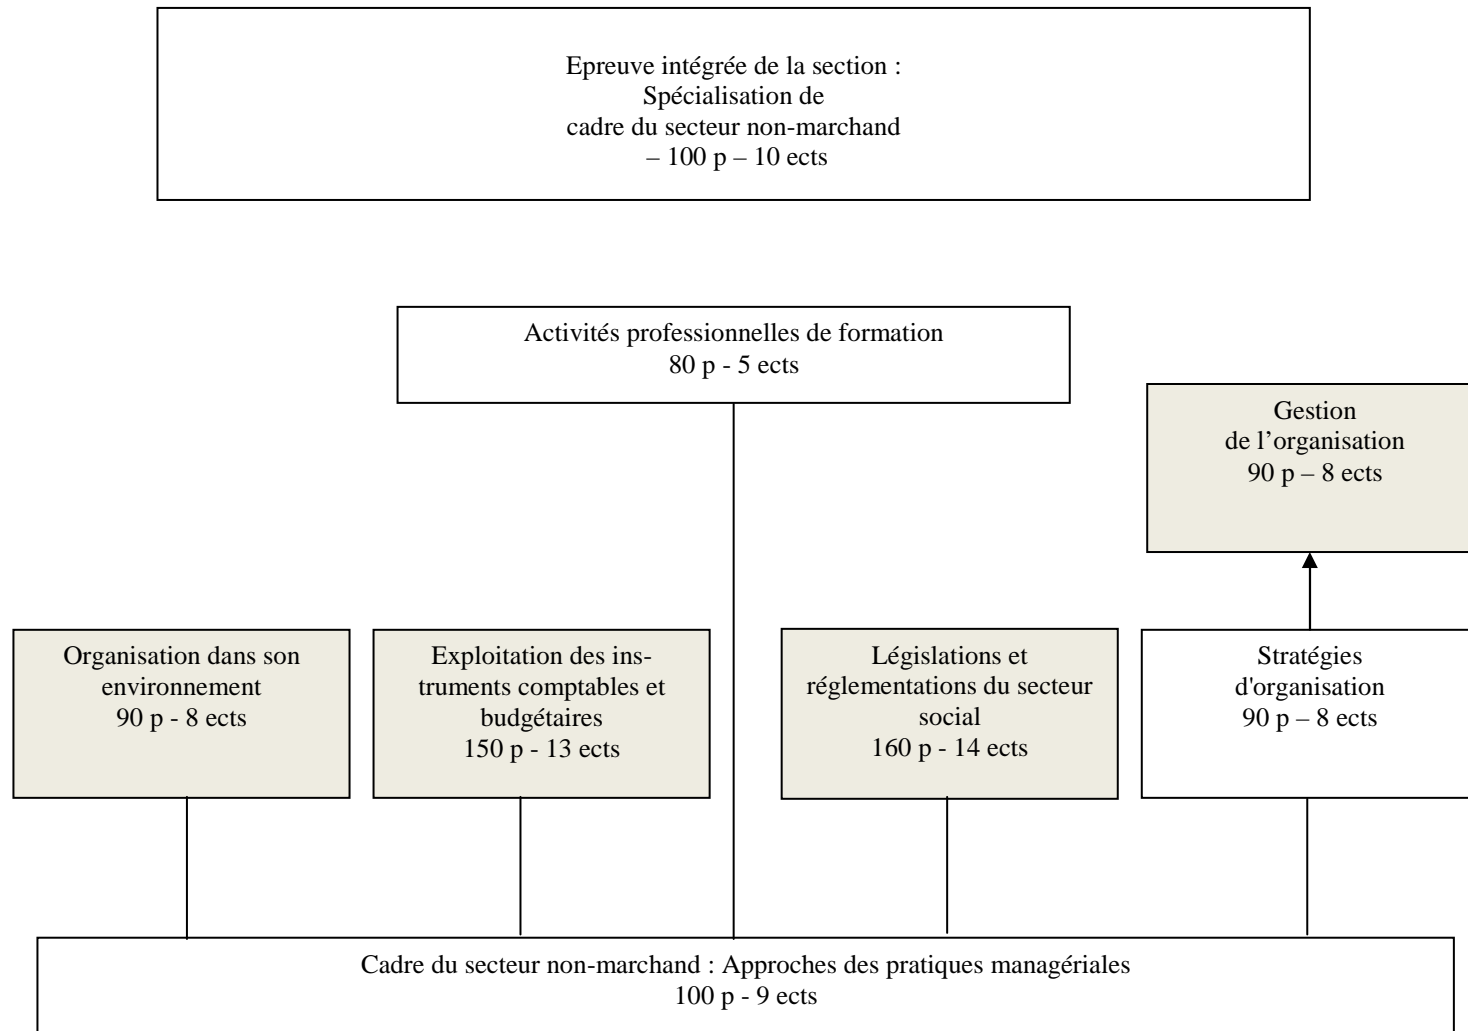 Epreuve intégrée de la section :
Spécialisation de
cadre du secteur non-marchand
– 100 p – 10 ects
Activités professionnelles de formation
80 p - 5 ects
Gestion
de l’organisation
90 p – 8 ects
Organisation dans son
environnement
90 p - 8 ects
Exploitation des ins-
truments comptables et
budgétaires
150 p - 13 ects
Législations et
réglementations du secteur
social
160 p - 14 ects
Stratégies
d'organisation
90 p – 8 ects
Cadre du secteur non-marchand : Approches des pratiques managériales
100 p - 9 ects